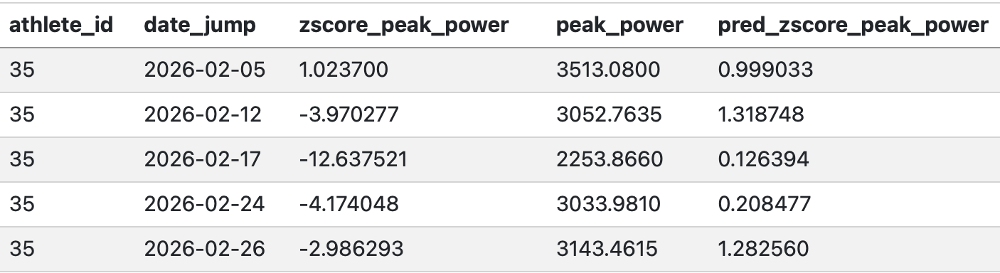 athlete_id date_jump zscore_peak_power peak_power pred_zscore_peak_power
35 2026-02-05 1.023700 3513.0800 0.999033
35 2026-02-12 -3.970277 3052.7635 1.318748
35 2026-02-17 -12.637521 2253.8660 0.126394
35 2026-02-24 -4.174048 3033.9810 0.208477
35 2026-02-26 -2.986293 3143.4615 1.282560